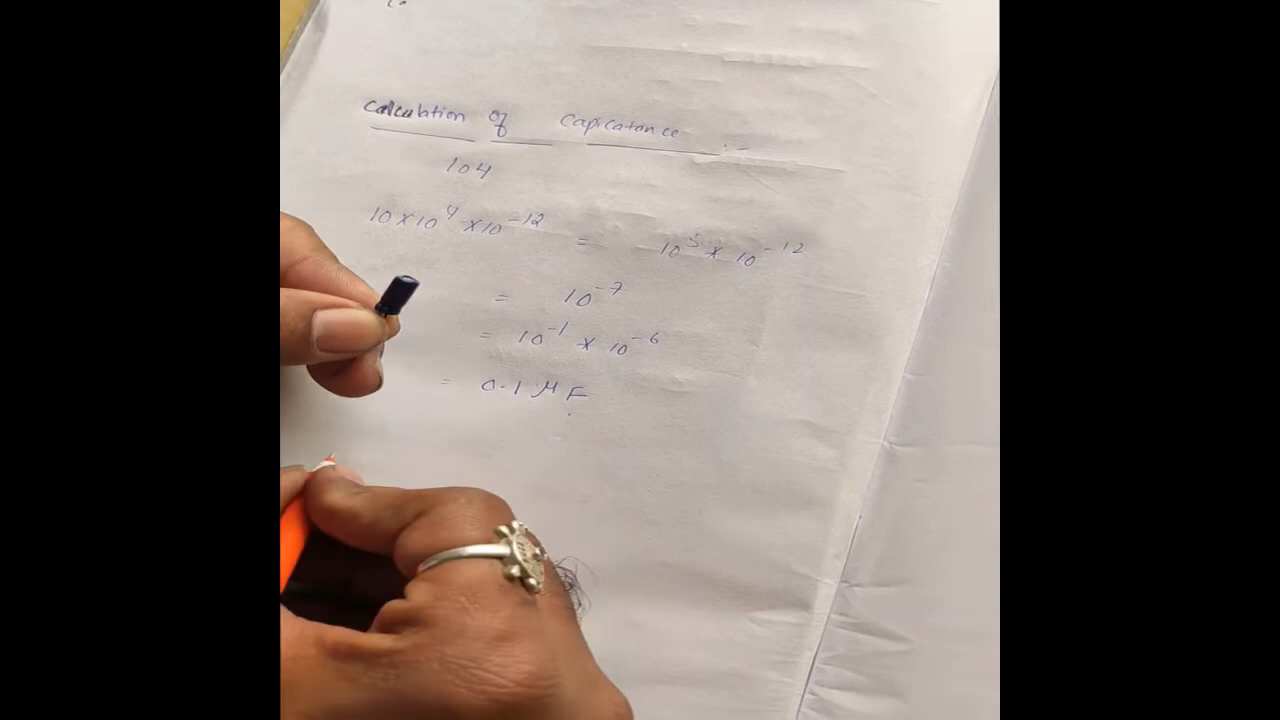 Calculation of Capicatance :-
104
10 x 10⁴ x 10⁻¹² = 10⁵ x 10⁻¹²
= 10⁻⁷
= 10⁻¹ x 10⁻⁶
= 0.1 μF